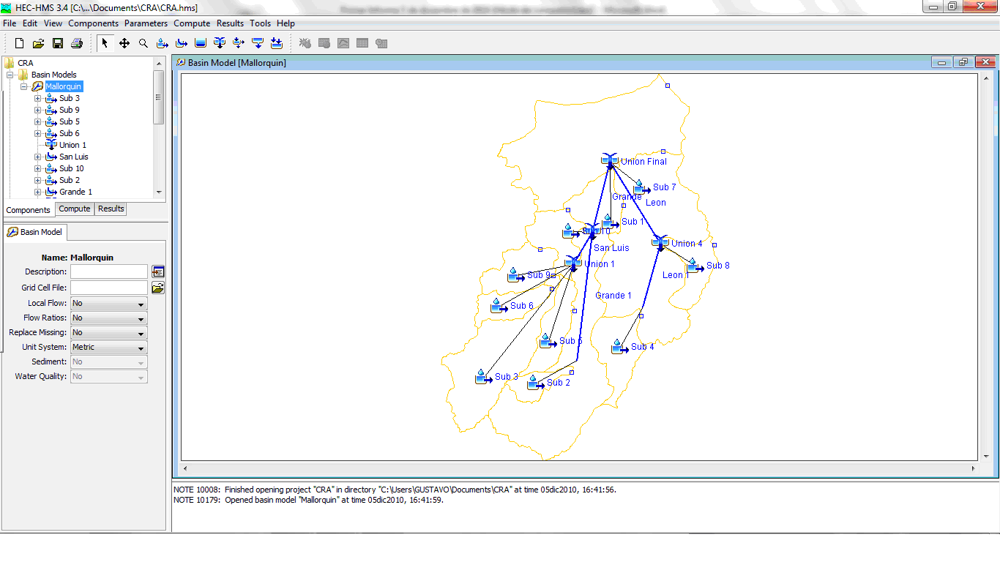 HEC-HMS 3.4 [C:\...\Documents\CRA\CRA.hms]
File Edit View Components Parameters Compute Results Tools Help
CRA
Basin Models
Mallorquin
Sub 3
Sub 9
Sub 5
Sub 6
Union 1
San Luis
Sub 10
Sub 2
Grande 1
Components Compute Results
Basin Model
Name: Mallorquin
Description:
Grid Cell File:
Local Flow: No
Flow Ratios: No
Replace Missing: No
Unit System: Metric
Sediment: No
Water Quality: No
Basin Model [Mallorquin]
Union Final
Sub 7
Grande
Leon
Sub 1
Sub 10
Union 4
San Luis
Union 1
Sub 8
Sub 9
Leon 1
Grande 1
Sub 6
Sub 5
Sub 4
Sub 3
Sub 2
NOTE 10008: Finished opening project "CRA" in directory "C:\Users\GUSTAVO\Documents\CRA" at time 05dic2010, 16:41:56.
NOTE 10179: Opened basin model "Mallorquin" at time 05dic2010, 16:41:59.